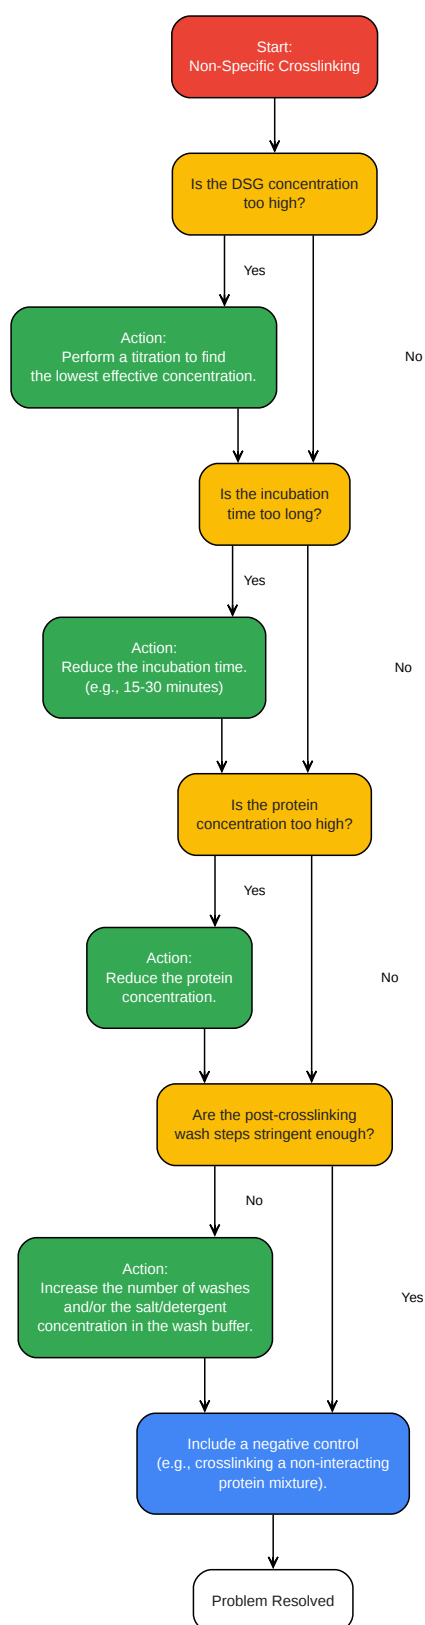 Start:
Non-Specific Crosslinking
Is the DSG concentration
too high?
Yes
Action:
Perform a titration to find
the lowest effective concentration.
No
Is the incubation
time too long?
Yes
Action:
Reduce the incubation time.
(e.g., 15-30 minutes)
No
Is the protein
concentration too high?
Yes
Action:
Reduce the protein
concentration.
No
Are the post-crosslinking
wash steps stringent enough?
No
Action:
Increase the number of washes
and/or the salt/detergent
concentration in the wash buffer.
Yes
Include a negative control
(e.g., crosslinking a non-interacting
protein mixture).
Problem Resolved